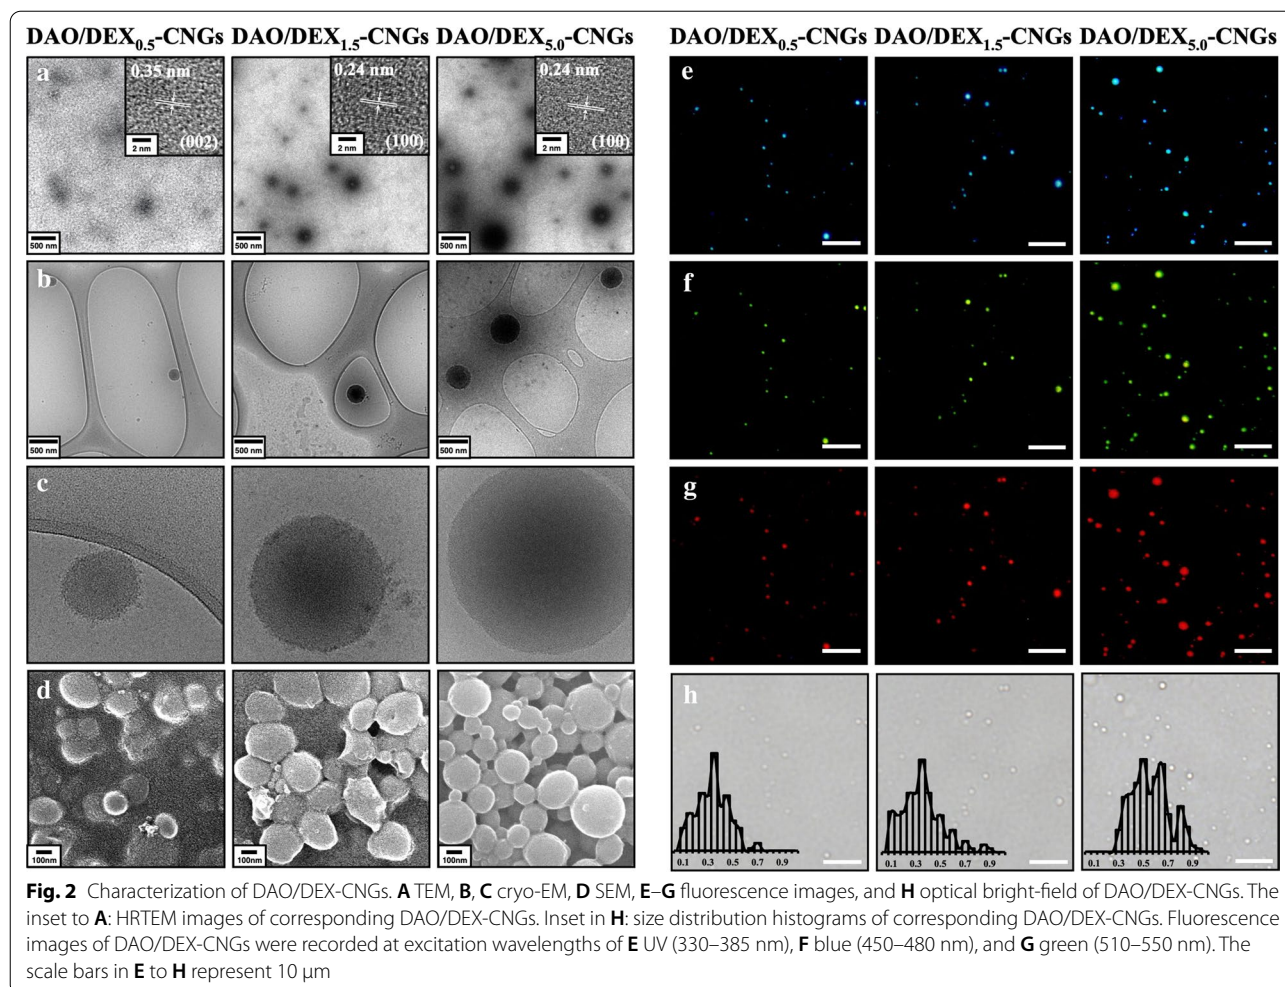 DAO/DEX0.5-CNGs DAO/DEX1.5-CNGs DAO/DEX5.0-CNGs DAO/DEX0.5-CNGs DAO/DEX1.5-CNGs DAO/DEX5.0-CNGs
a 0.35 nm 0.24 nm 0.24 nm e
2 nm (002) 2 nm (100) 2 nm (100)
500 nm 500 nm 500 nm
b f
500 nm 500 nm 500 nm
c g
d h
100nm 100nm 100nm
0.1 0.3 0.5 0.7 0.9 0.1 0.3 0.5 0.7 0.9 0.1 0.3 0.5 0.7 0.9
Fig. 2 Characterization of DAO/DEX-CNGs. A TEM, B, C cryo-EM, D SEM, E–G fluorescence images, and H optical bright-field of DAO/DEX-CNGs. The
inset to A: HRTEM images of corresponding DAO/DEX-CNGs. Inset in H: size distribution histograms of corresponding DAO/DEX-CNGs. Fluorescence
images of DAO/DEX-CNGs were recorded at excitation wavelengths of E UV (330–385 nm), F blue (450–480 nm), and G green (510–550 nm). The
scale bars in E to H represent 10 μm